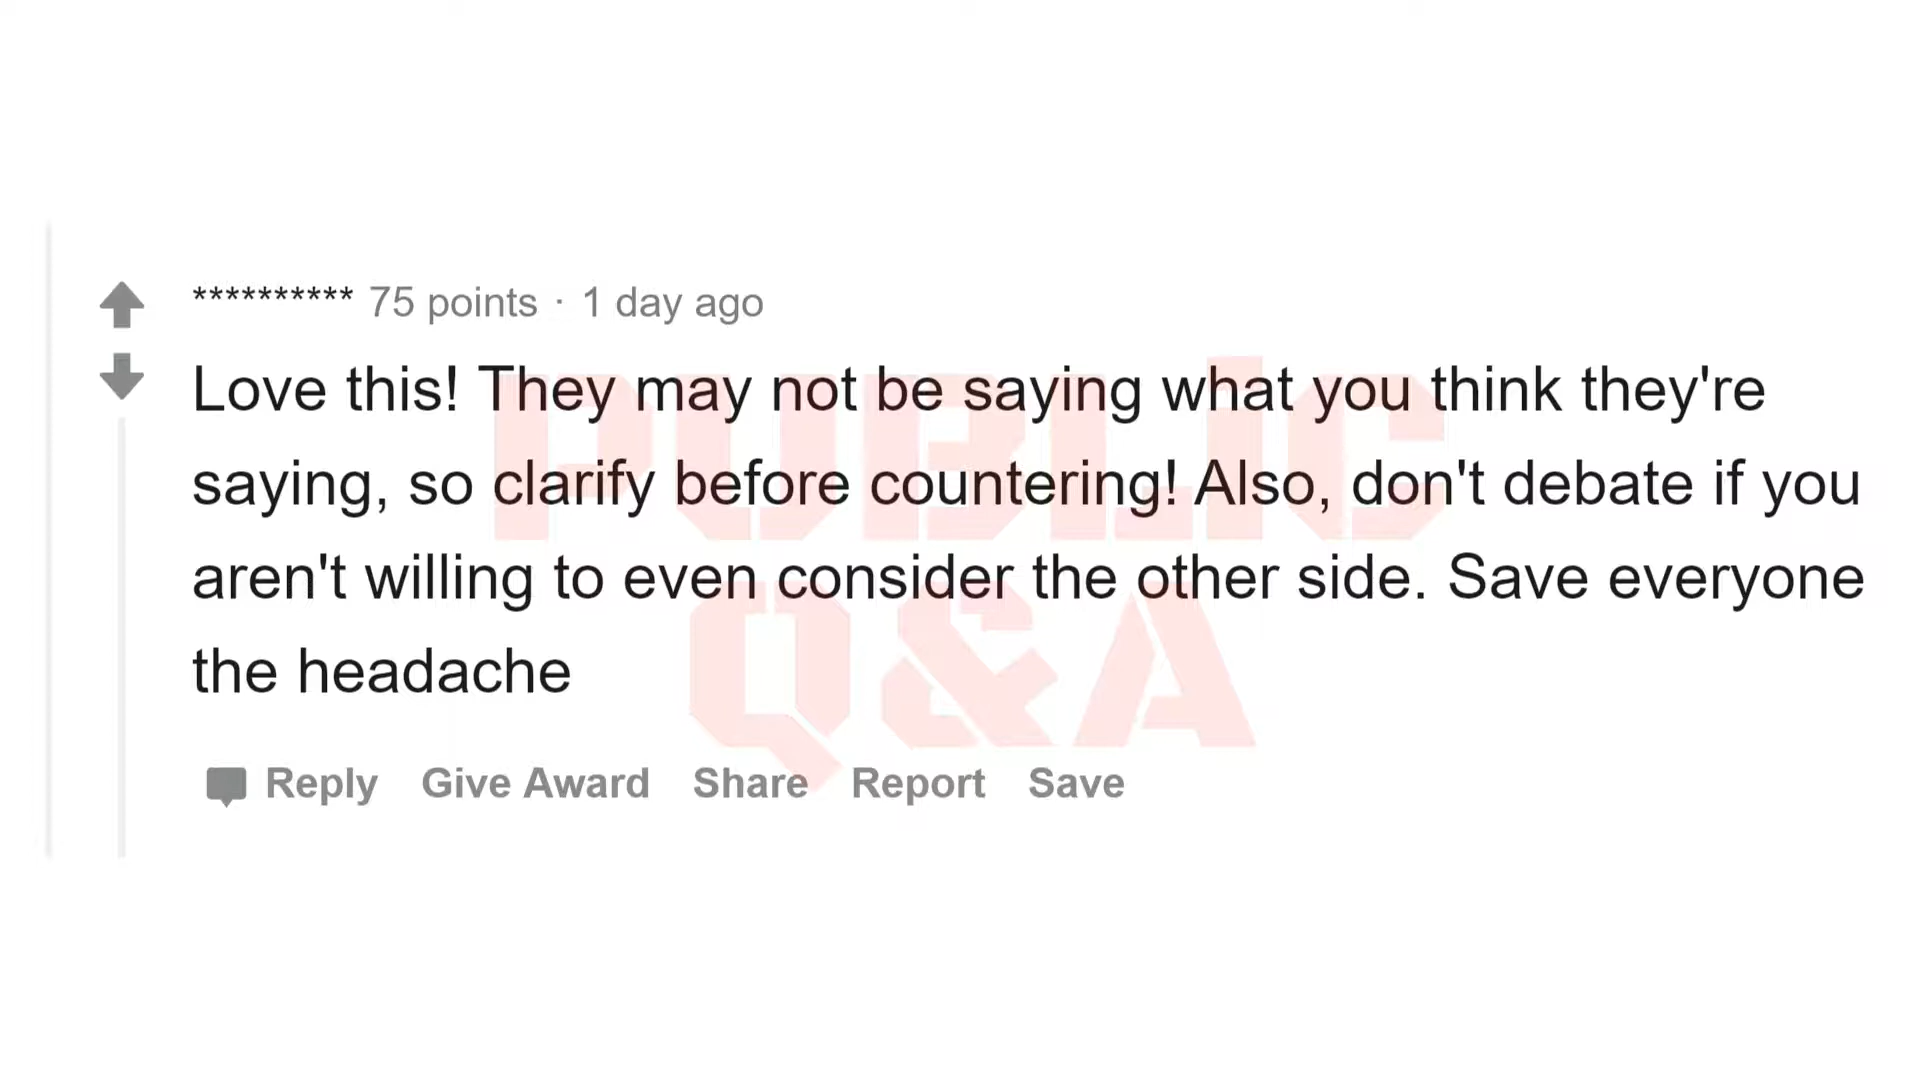 ********** 75 points · 1 day ago
Love this! They may not be saying what you think they're
saying, so clarify before countering! Also, don't debate if you
aren't willing to even consider the other side. Save everyone
the headache
PUBLIC
Q&A
Reply Give Award Share Report Save